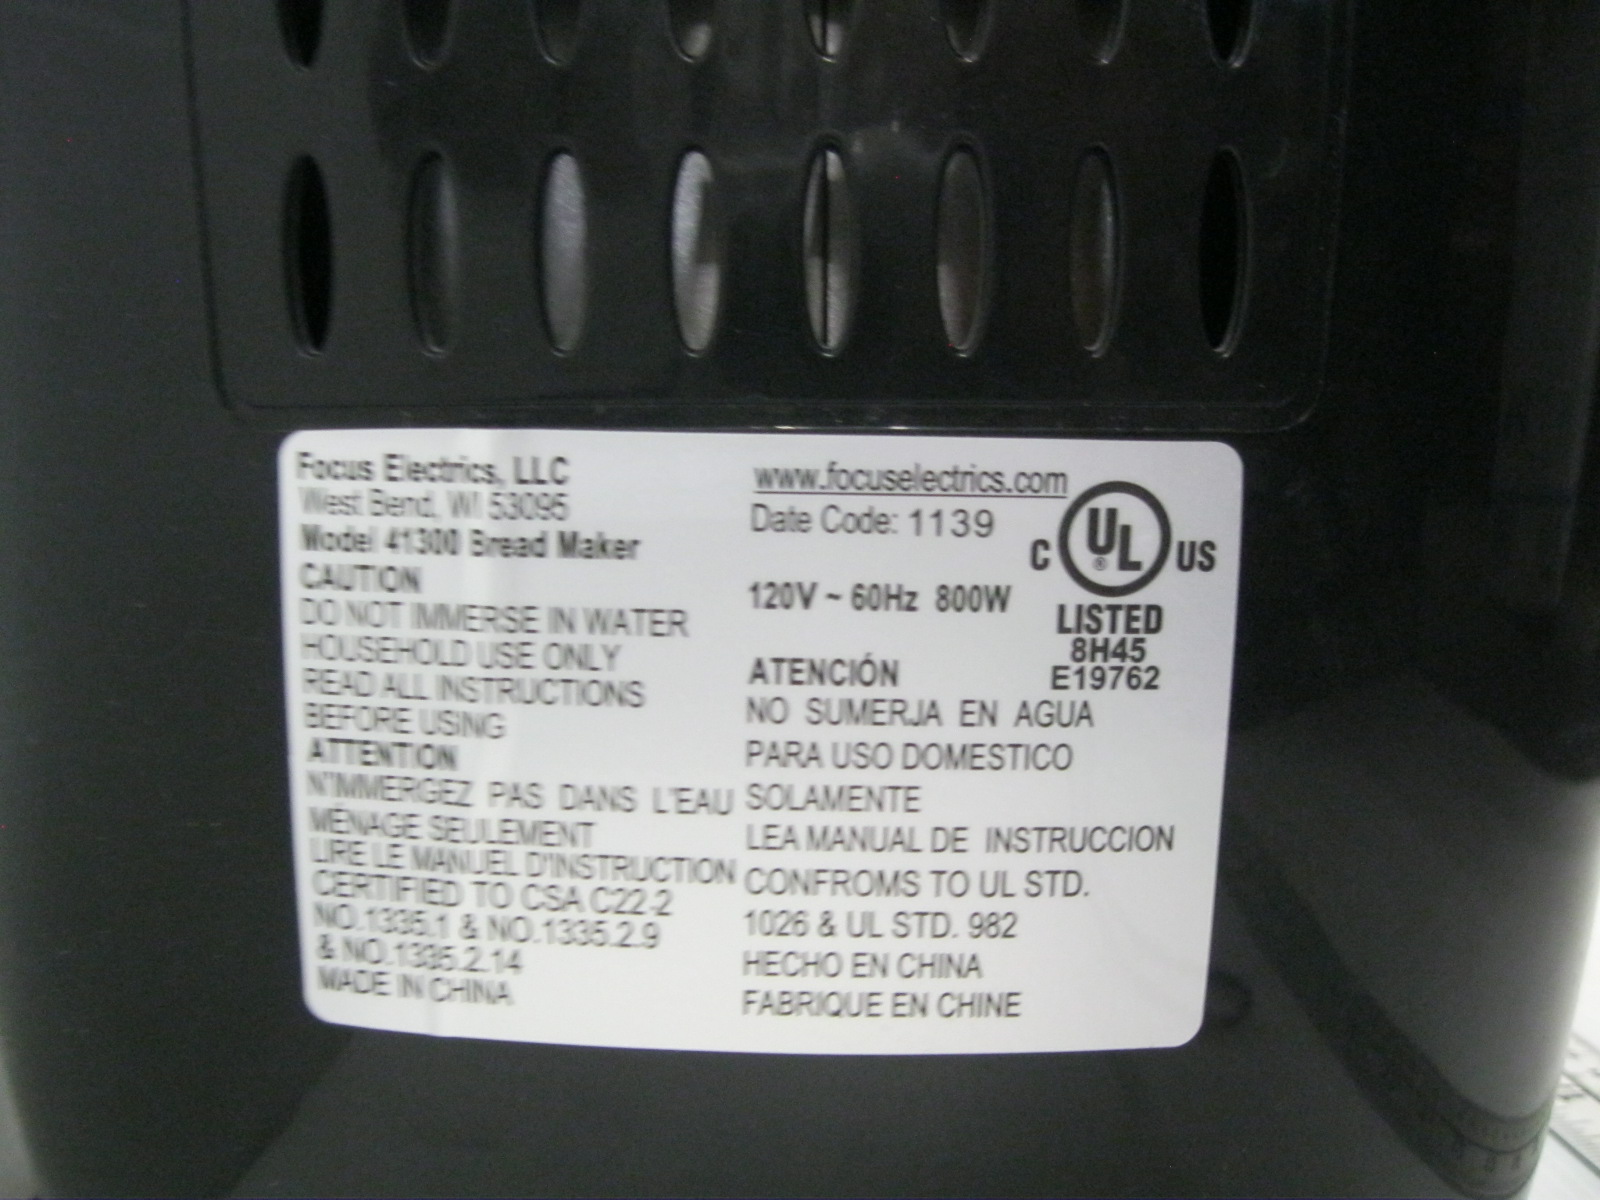 Focus Electrics, LLC
West Bend, WI 53095
Model 41300 Bread Maker
CAUTION
DO NOT IMMERSE IN WATER
HOUSEHOLD USE ONLY
READ ALL INSTRUCTIONS
BEFORE USING
ATTENTION
N'IMMERGEZ PAS DANS L'EAU
MÉNAGE SEULEMENT
LIRE LE MANUEL D'INSTRUCTION
CERTIFIED TO CSA C22-2
NO.1335.1 & NO.1335.2.9
& NO.1335.2.14
MADE IN CHINA
www.focuselectrics.com
Date Code: 1139
120V ~ 60Hz 800W
C UL ® US
LISTED
8H45
E19762
ATENCIÓN
NO SUMERJA EN AGUA
PARA USO DOMESTICO
SOLAMENTE
LEA MANUAL DE INSTRUCCION
CONFROMS TO UL STD.
1026 & UL STD. 982
HECHO EN CHINA
FABRIQUE EN CHINE